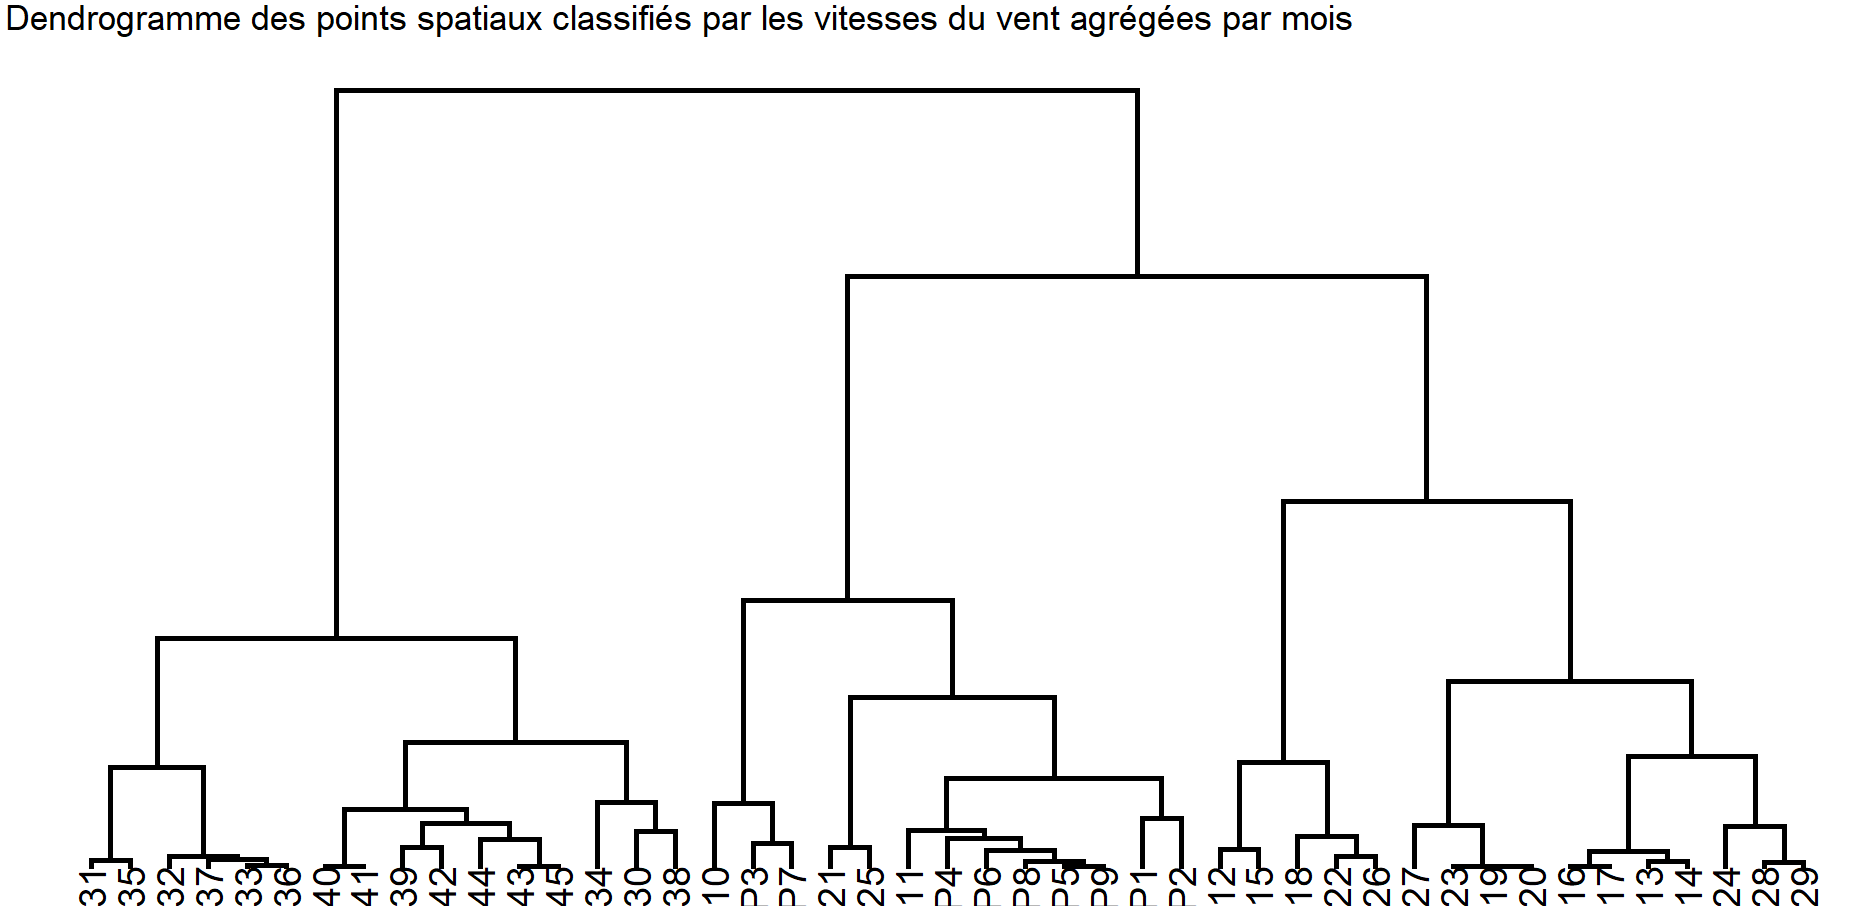 Dendrogramme des points spatiaux classifiés par les vitesses du vent agrégées par mois
31 35 32 37 33 36 40 41 39 42 44 43 45 34 30 38 10 P3 P7 21 25 11 P4 P6 P8 P5 P9 P1 P2 12 15 18 22 26 27 23 19 20 16 17 13 14 24 28 29